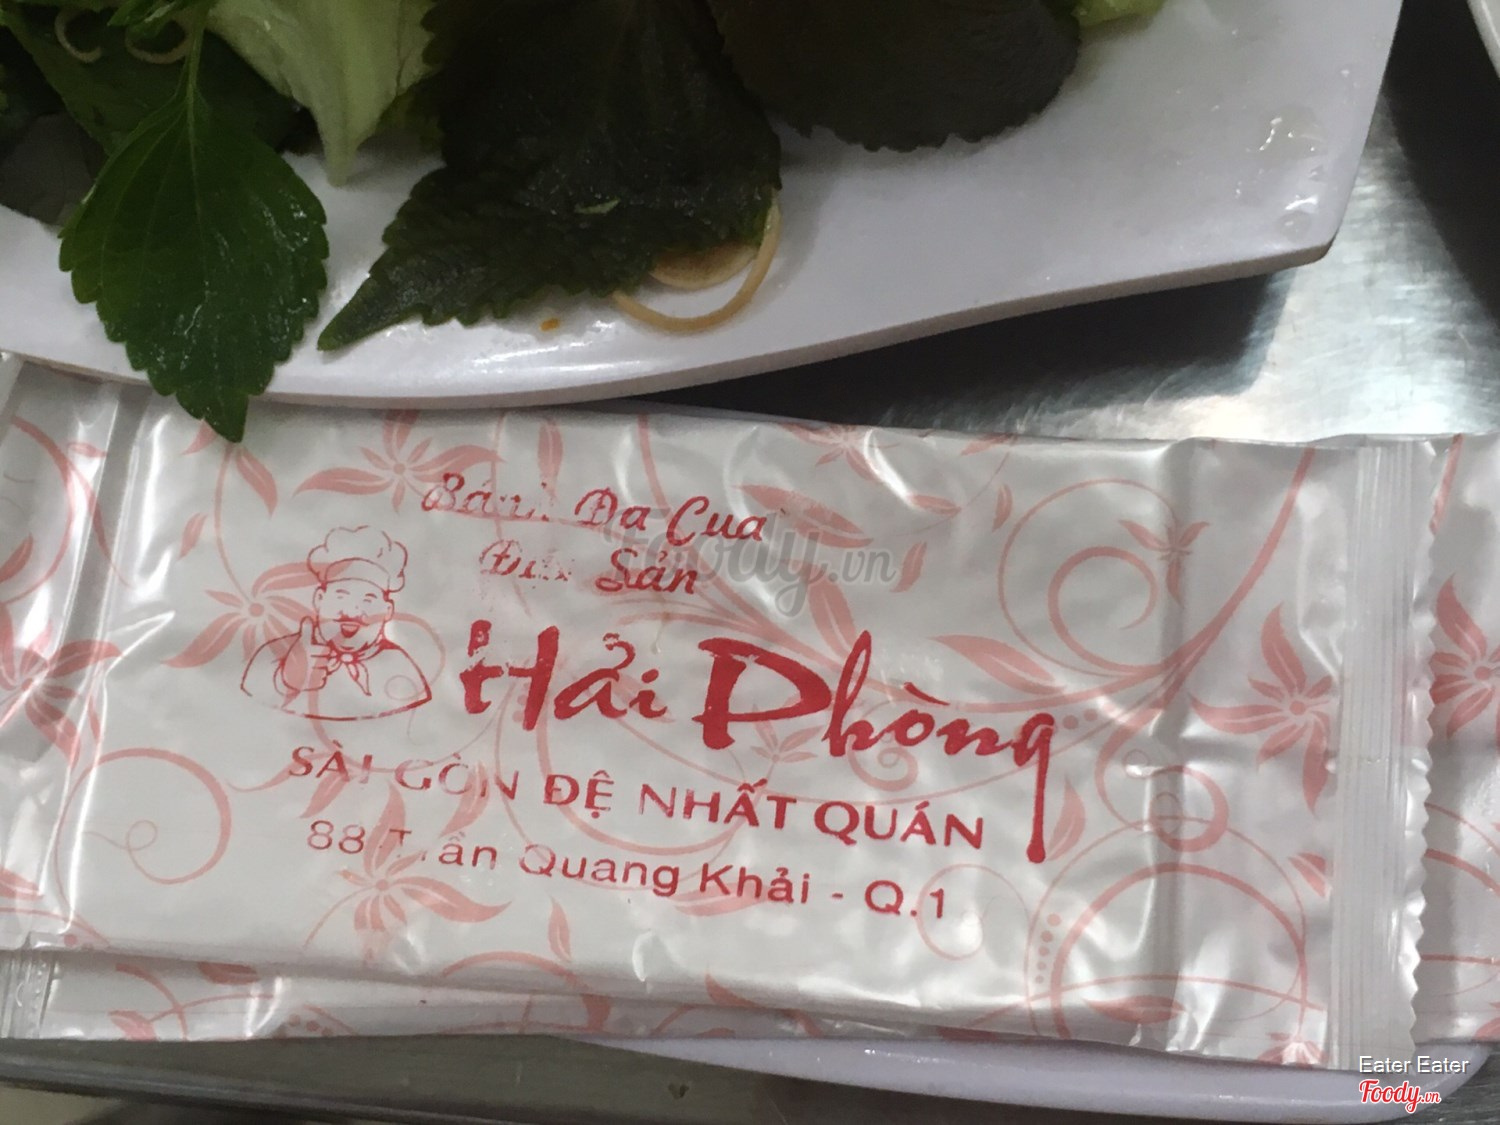 Bánh Đa Cua
Đặc Sản
Hải Phòng
SÀI GÒN ĐỆ NHẤT QUÁN
88 Trần Quang Khải - Q.1
Foody.vn
Eater Eater
Foody.vn